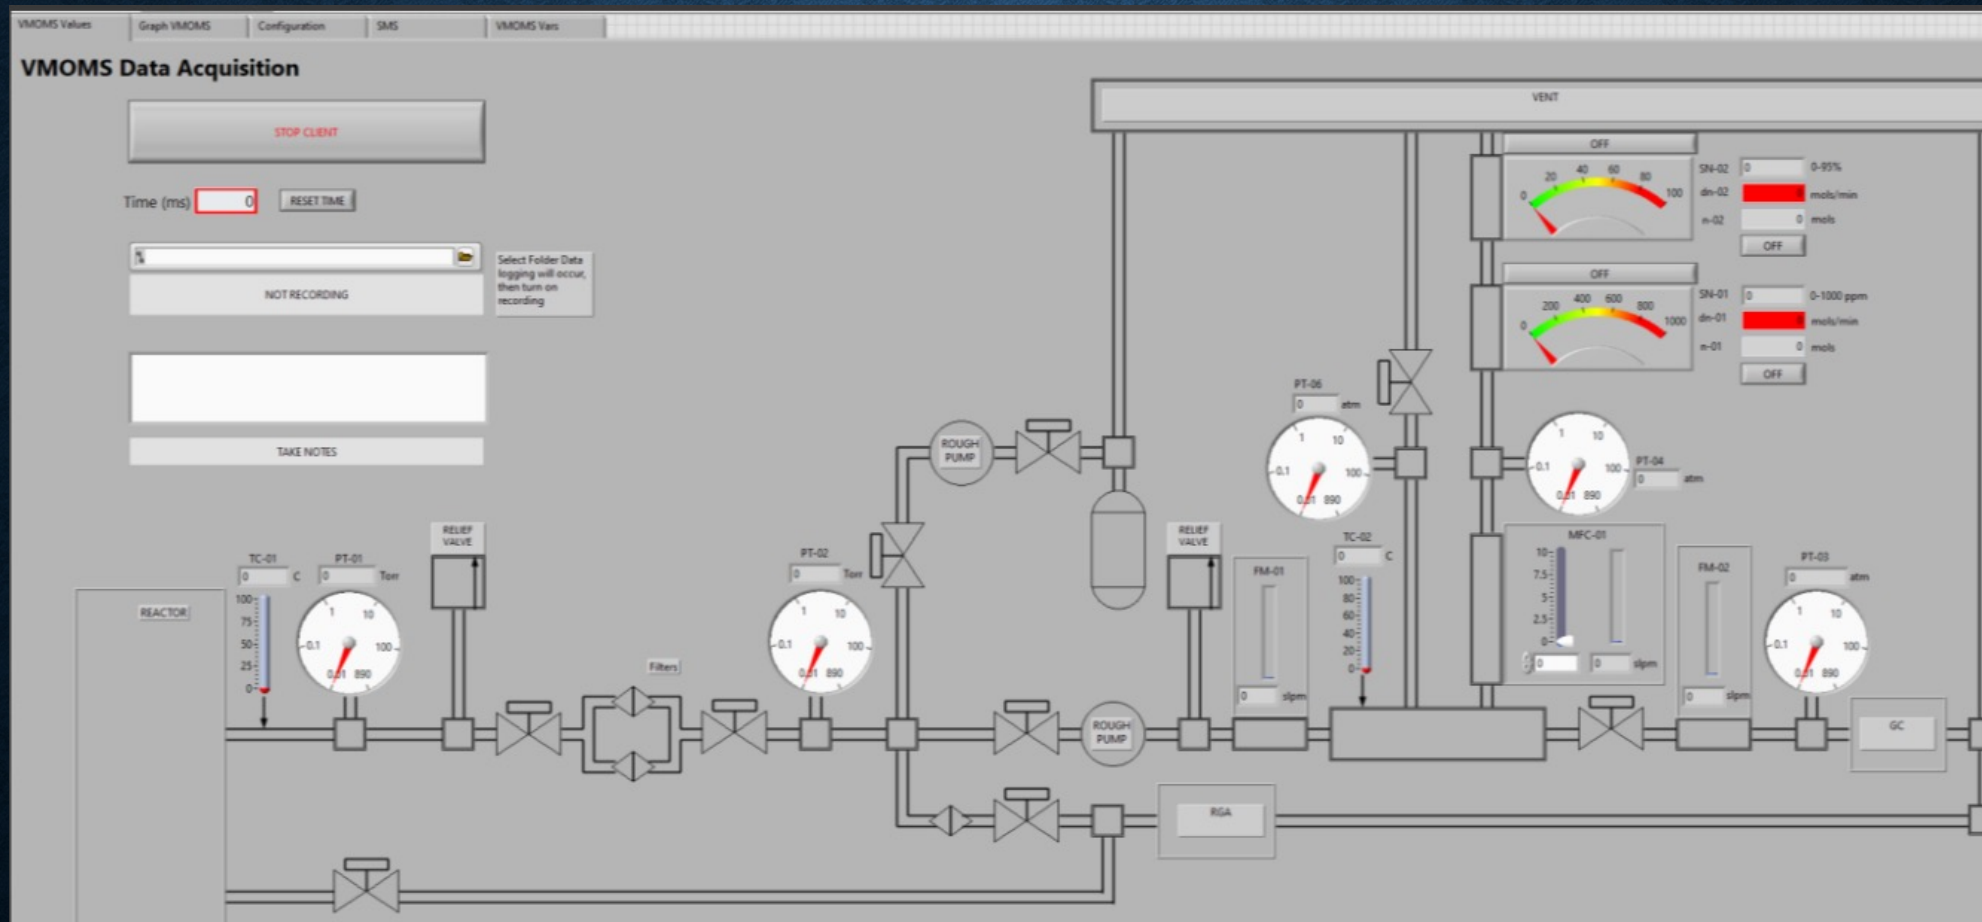 VMOMS Values
Graph VMOMS
Configuration
SMS
VMOMS Vars
VMOMS Data Acquisition
STOP CLIENT
Time (ms)
0
RESET TIME
NOT RECORDING
Select Folder Data
logging will occur,
then turn on
recording
TAKE NOTES
VENT
OFF
0
20
40
60
80
100
SN-02
0
0-95%
dn-02
mols/min
n-02
0
mols
OFF
OFF
0
200
400
600
800
1000
SN-01
0
0-1000 ppm
dn-01
mols/min
n-01
0
mols
OFF
PT-06
0
atm
0.1
1
10
100
890
0.1
1
10
100
890
PT-04
0
atm
ROUGH
PUMP
RELIEF
VALVE
TC-01
0
C
100
75
50
25
0
PT-01
0
Torr
0.1
1
10
100
890
REACTOR
Filters
PT-02
0
Torr
0.1
1
10
100
890
RELIEF
VALVE
FM-01
0
slpm
TC-02
0
C
100
80
60
40
20
0
MFC-01
10
7.5
5
2.5
0
0
0
slpm
FM-02
0
slpm
PT-03
0
atm
0.1
1
10
100
890
ROUGH
PUMP
GC
RGA